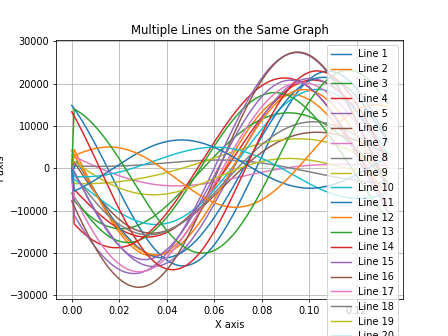 Multiple Lines on the Same Graph
30000
20000
10000
0
−10000
−20000
−30000
0.00 0.02 0.04 0.06 0.08 0.10
X axis
Line 1
Line 2
Line 3
Line 4
Line 5
Line 6
Line 7
Line 8
Line 9
Line 10
Line 11
Line 12
Line 13
Line 14
Line 15
Line 16
Line 17
Line 18
Line 19